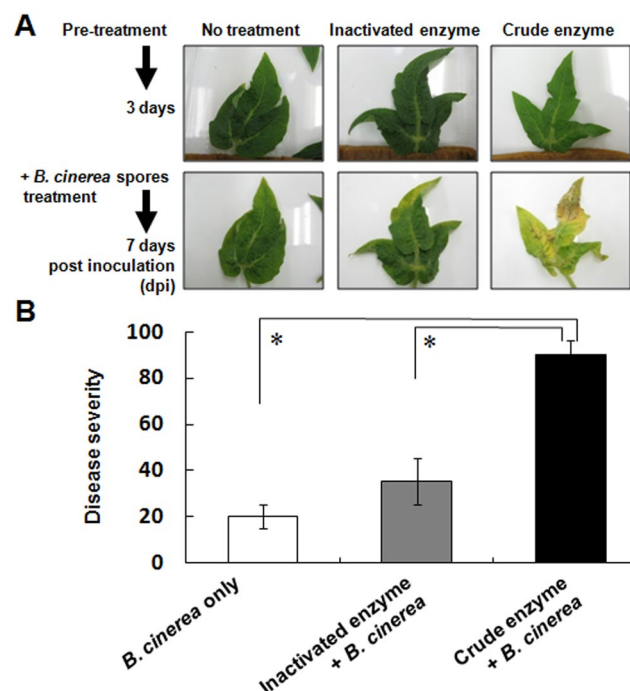 A
Pre-treatment
No treatment
Inactivated enzyme
Crude enzyme
3 days
+ B. cinerea spores
treatment
7 days
post inoculation
(dpi)
B
Disease severity
100
80
60
40
20
0
*
*
B. cinerea only
Inactivated enzyme
+ B. cinerea
Crude enzyme
+ B. cinerea